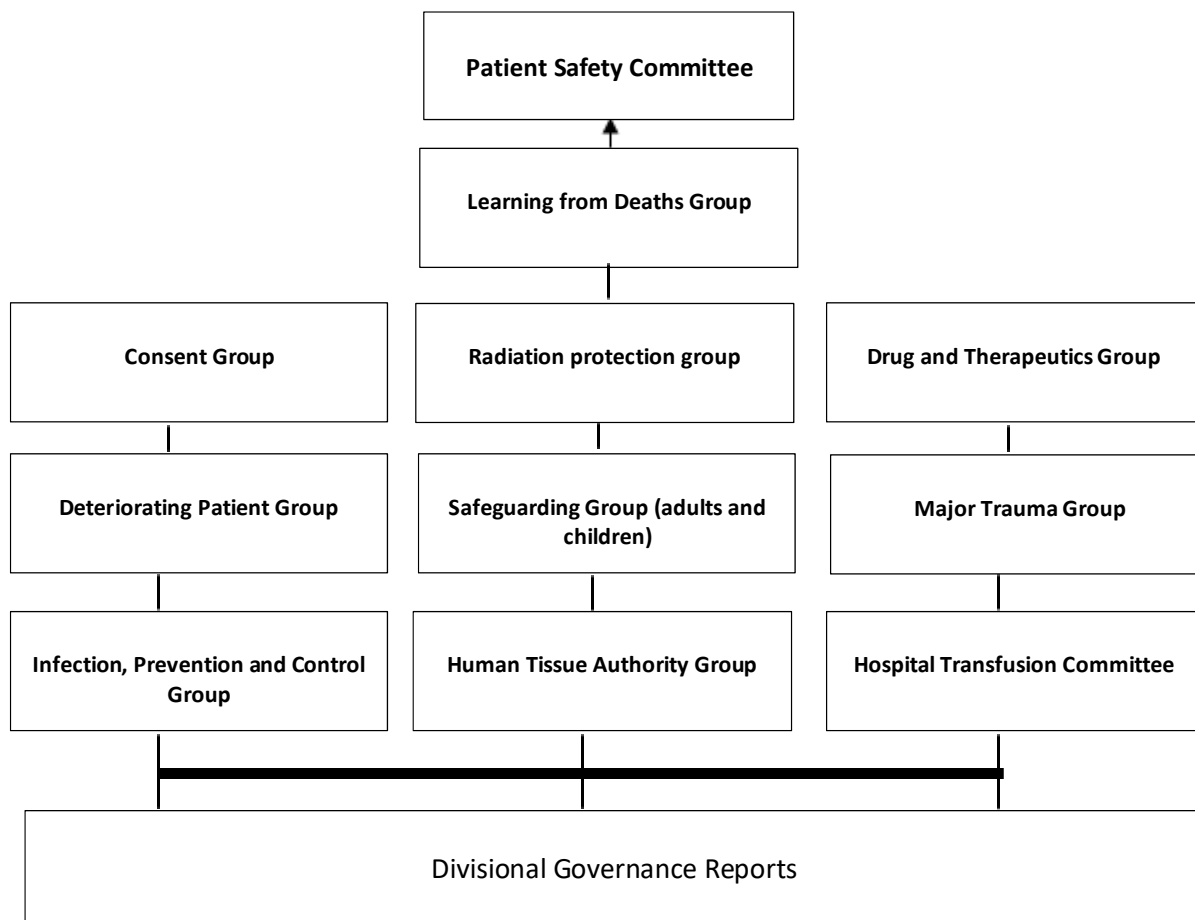 Patient Safety Committee
Learning from Deaths Group
Consent Group
Radiation protection group
Drug and Therapeutics Group
Deteriorating Patient Group
Safeguarding Group (adults and
children)
Major Trauma Group
Infection, Prevention and Control
Group
Human Tissue Authority Group
Hospital Transfusion Committee
Divisional Governance Reports